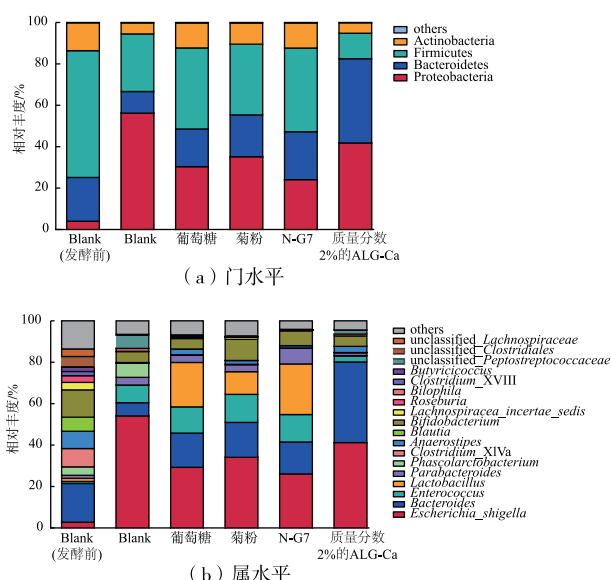 100
80
60
40
20
0
相对丰度/%
others
Actinobacteria
Firmicutes
Bacteroidetes
Proteobacteria
Blank
(发酵前)
Blank
葡萄糖
菊粉
N-G7
质量分数
2%的ALG-Ca
(a) 门水平
100
80
60
40
20
0
相对丰度/%
others
unclassified_Lachnospiraceae
unclassified_Clostridiales
unclassified_Peptostreptococcaceae
Butyricicoccus
Clostridium_XVIII
Bilophila
Roseburia
Lachnospiracea_incertae_sedis
Bifidobacterium
Blautia
Anaerostipes
Clostridium_XlVa
Phascolarctobacterium
Parabacteroides
Lactobacillus
Enterococcus
Bacteroides
Escherichia_shigella
Blank
(发酵前)
Blank
葡萄糖
菊粉
N-G7
质量分数
2%的ALG-Ca
(b) 属水平